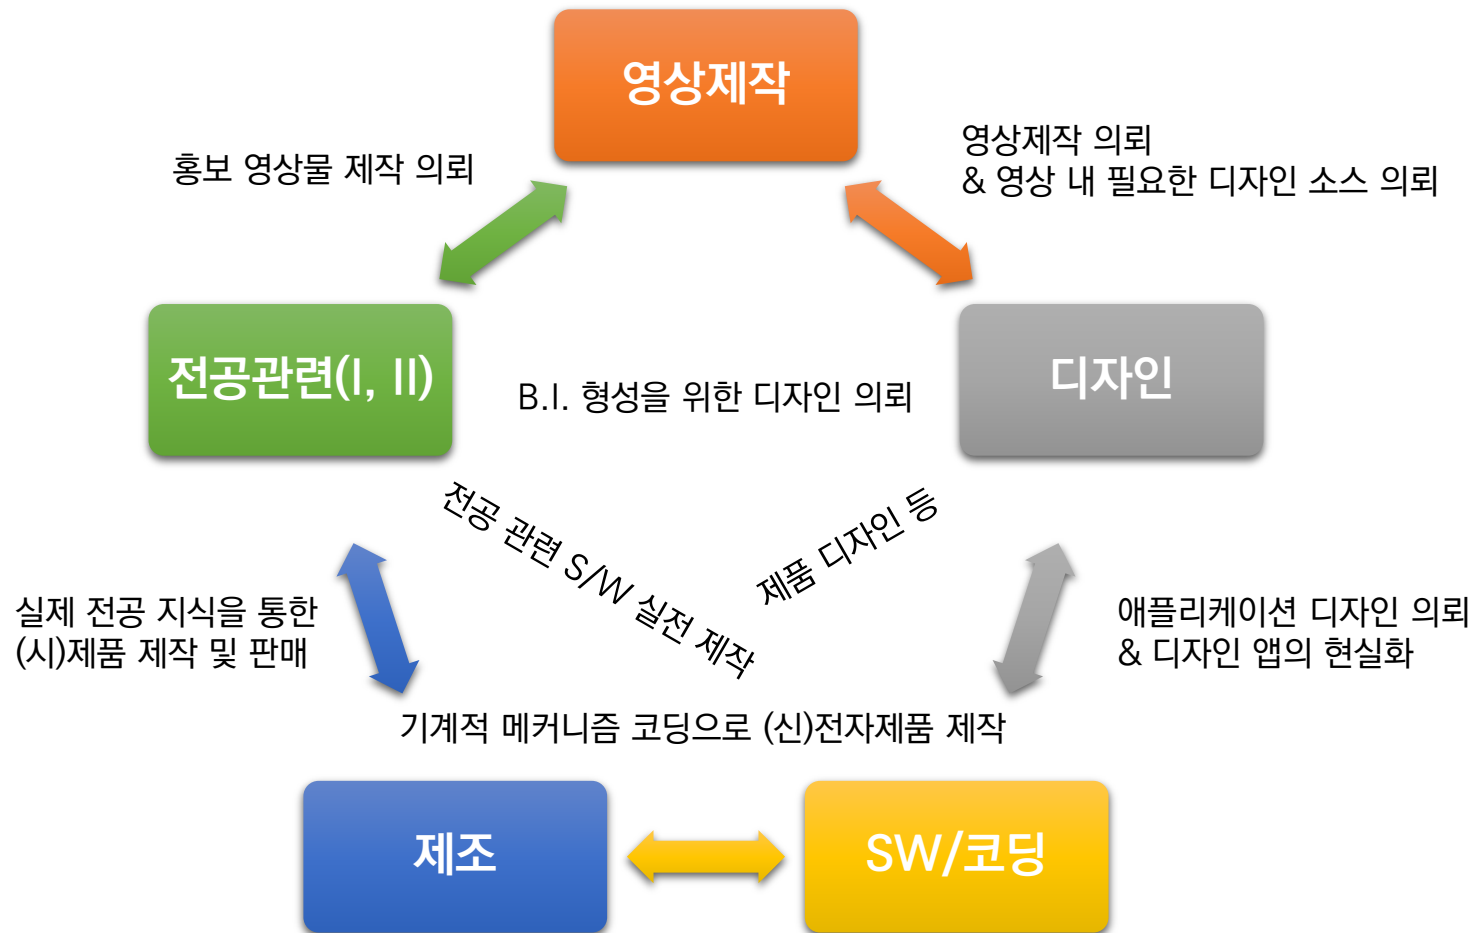 영상제작
홍보 영상물 제작 의뢰
영상제작 의뢰
& 영상 내 필요한 디자인 소스 의뢰
전공관련(I, II)
B.I. 형성을 위한 디자인 의뢰
디자인
전공 관련 S/W 실전 제작
제품 디자인 등
실제 전공 지식을 통한
(시)제품 제작 및 판매
애플리케이션 디자인 의뢰
& 디자인 앱의 현실화
기계적 메커니즘 코딩으로 (신)전자제품 제작
제조
SW/코딩